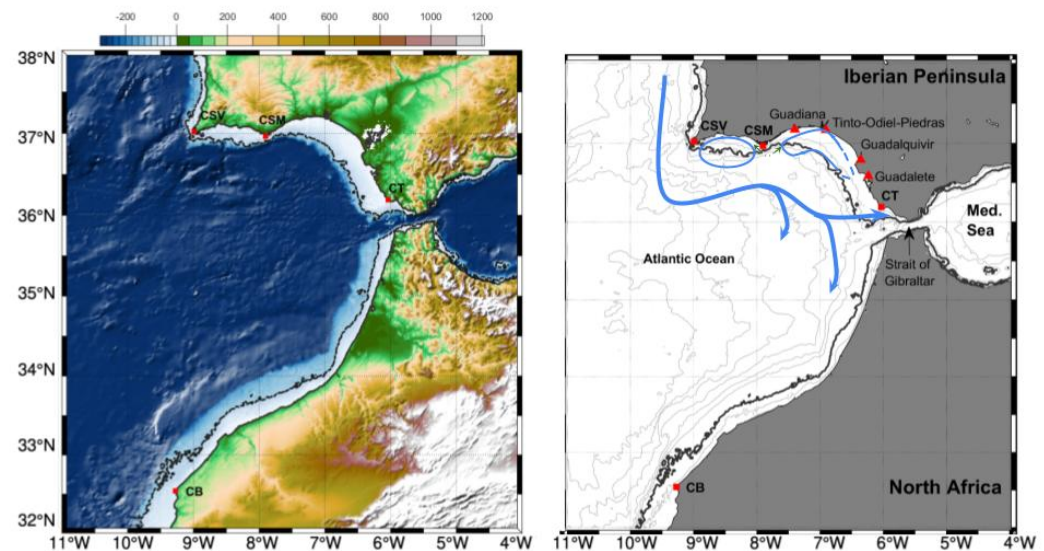 -200 0 200 400 600 800 1000 1200
38°N
37°N
36°N
35°N
34°N
33°N
32°N
CSV
CSM
CT
CB
11°W 10°W 9°W 8°W 7°W 6°W 5°W 4°W
Iberian Peninsula
CSV
CSM
Guadiana
Tinto-Odiel-Piedras
Guadalquivir
Guadalete
CT
Med.
Sea
Atlantic Ocean
Strait of
Gibraltar
CB
North Africa
11°W 10°W 9°W 8°W 7°W 6°W 5°W 4°W